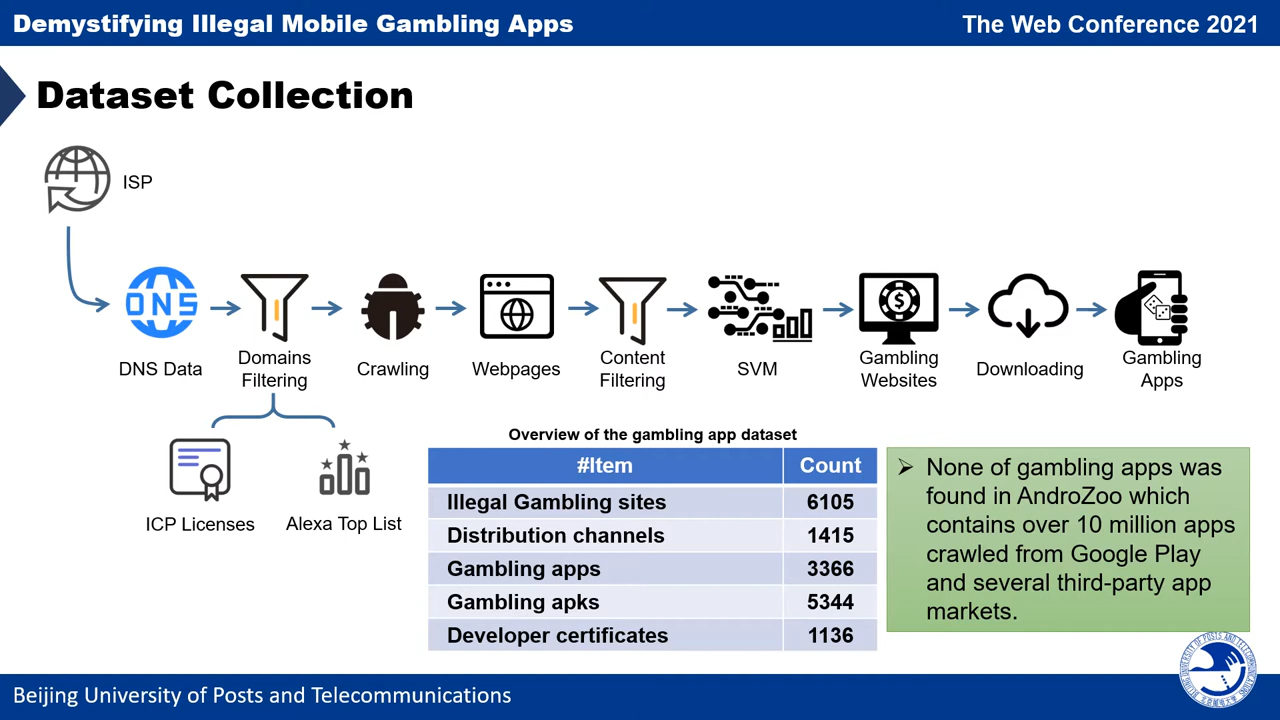 Demystifying Illegal Mobile Gambling Apps
The Web Conference 2021
Dataset Collection
ISP
DNS
DNS Data
Domains
Filtering
Crawling
Webpages
Content
Filtering
SVM
$
Gambling
Websites
Downloading
Gambling
Apps
ICP Licenses
Alexa Top List
Overview of the gambling app dataset
#Item Count
Illegal Gambling sites 6105
Distribution channels 1415
Gambling apps 3366
Gambling apks 5344
Developer certificates 1136
➢ None of gambling apps was
found in AndroZoo which
contains over 10 million apps
crawled from Google Play
and several third-party app
markets.
Beijing University of Posts and Telecommunications